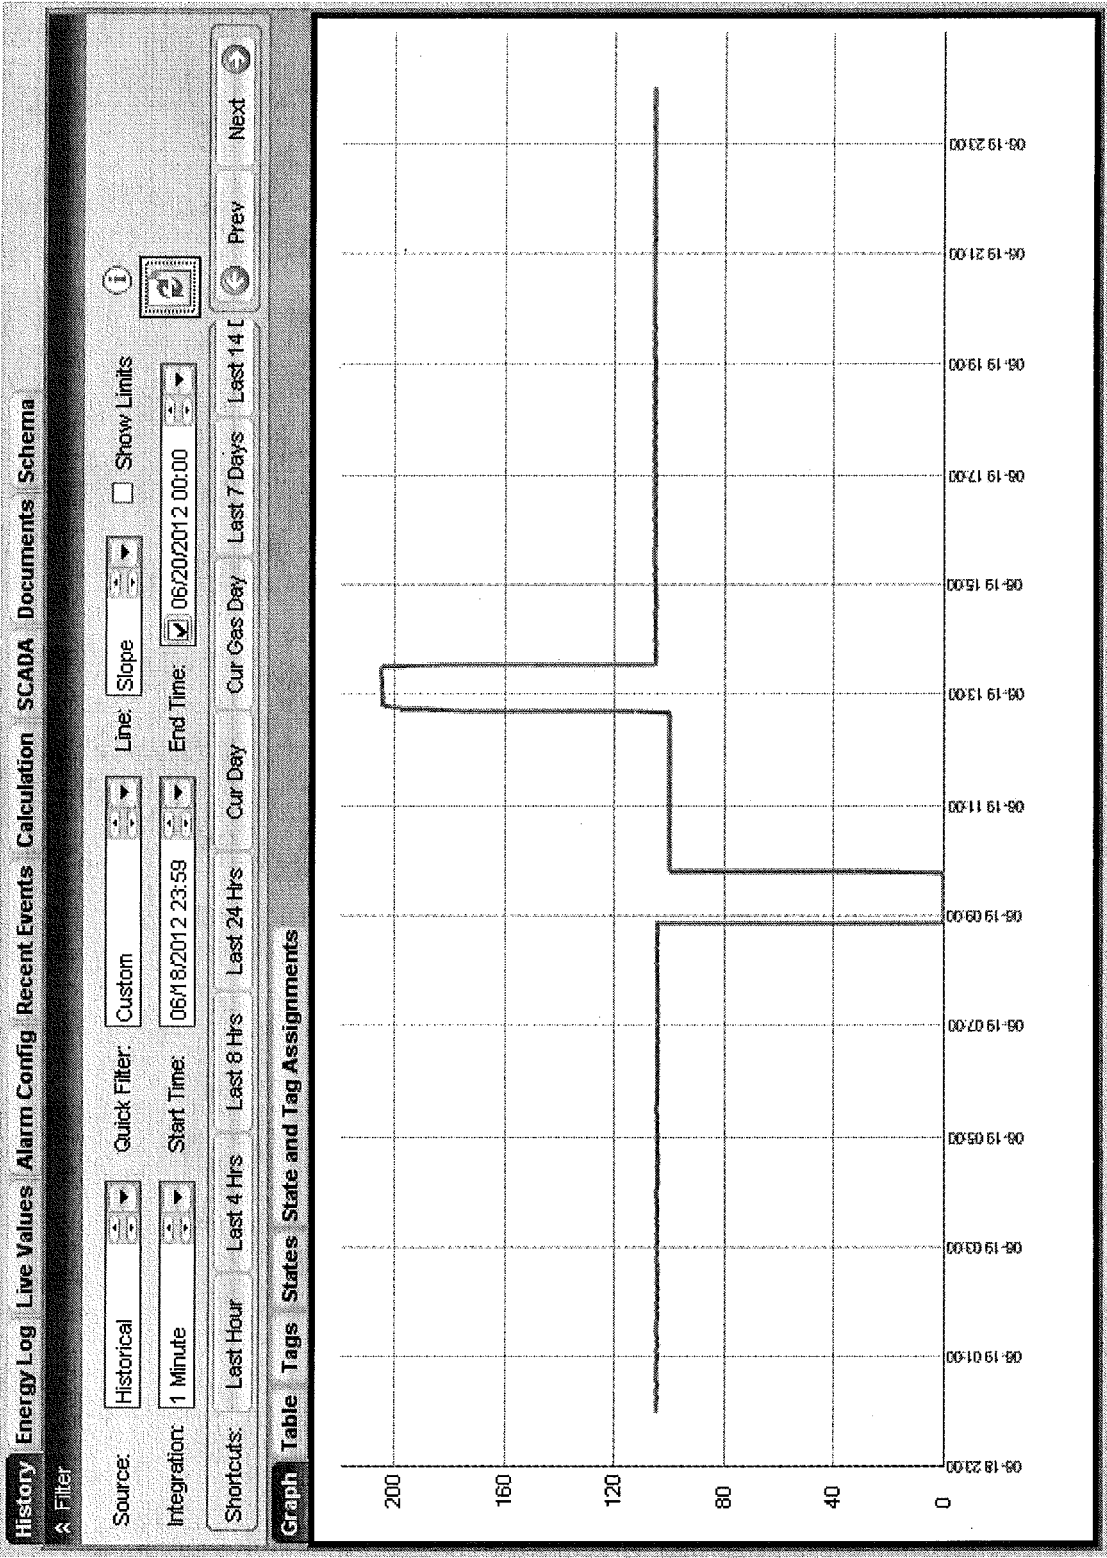 History Energy Log Live Values Alarm Config Recent Events Calculation SCADA Documents Schema
Filter
Source: Historical Quick Filter: Custom Line: Slope Show Limits
Integration: 1 Minute Start Time: 06/18/2012 23:59 End Time: 06/20/2012 00:00
Shortcuts: Last Hour Last 4 Hrs Last 8 Hrs Last 24 Hrs Cur Day Cur Gas Day Last 7 Days Last 14 D Prev Next
Graph Table Tags States State and Tag Assignments
200
160
120
80
40
0
06-18 23:00 06-19 01:00 06-19 03:00 06-19 05:00 06-19 07:00 06-19 09:00 06-19 11:00 06-19 13:00 06-19 15:00 06-19 17:00 06-19 19:00 06-19 21:00 06-19 23:00